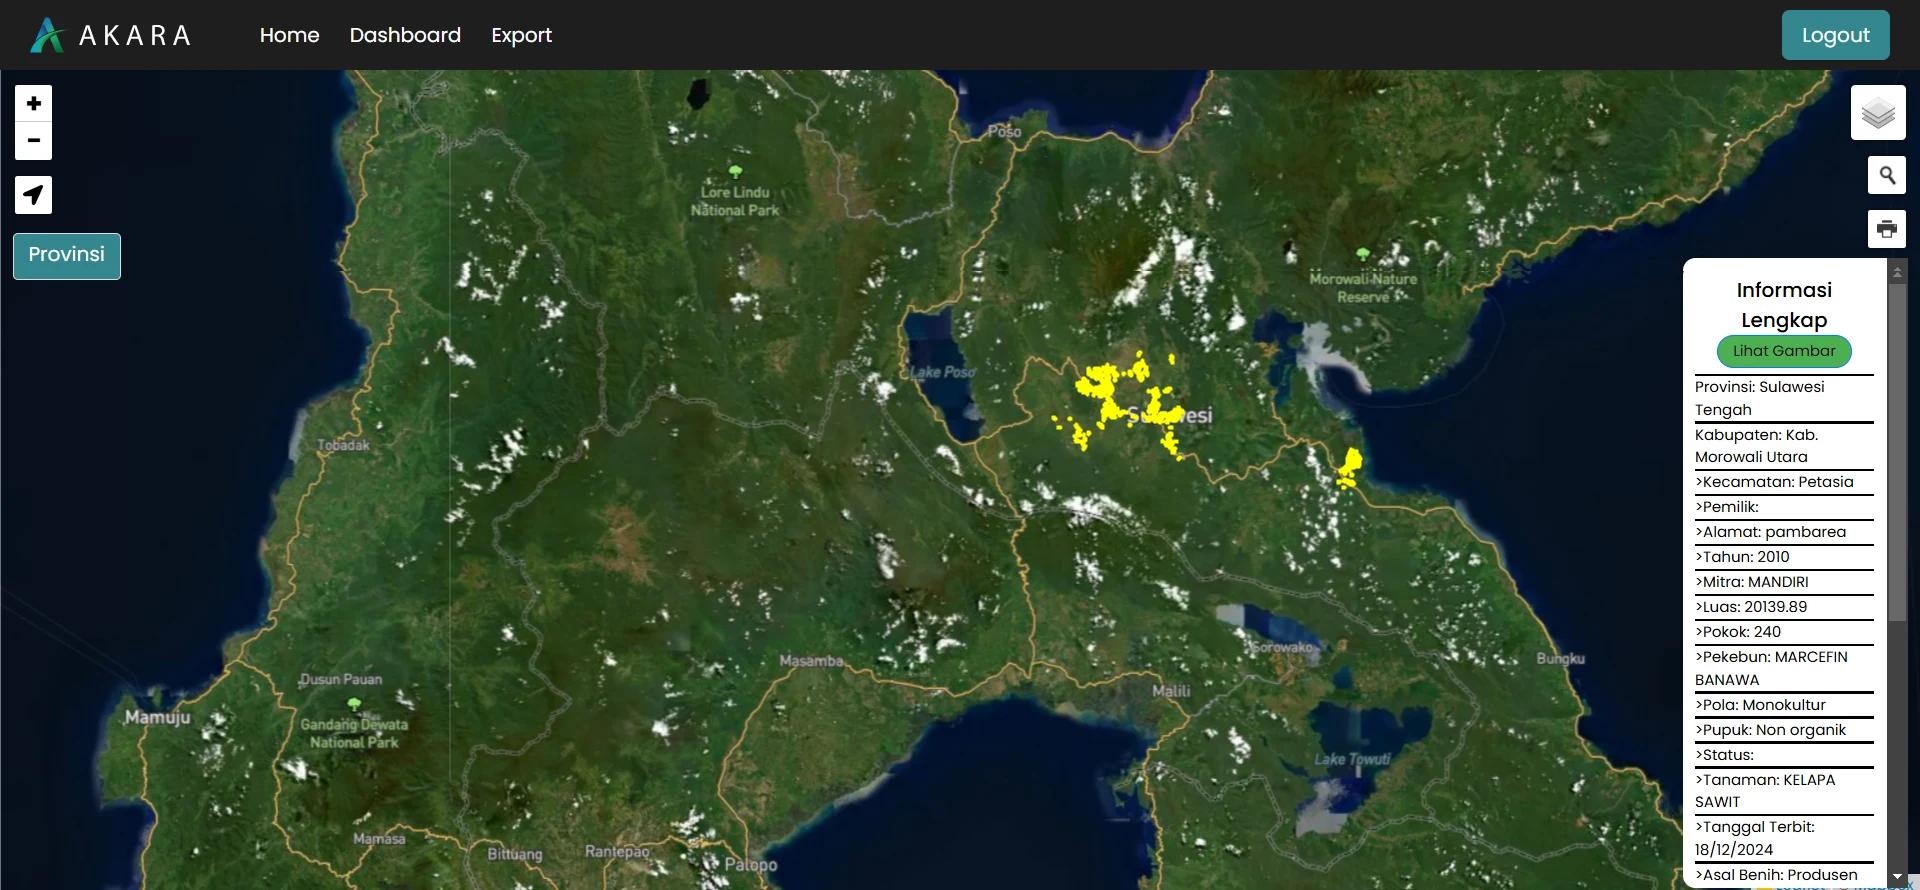 AKARA
Home
Dashboard
Export
Logout
+
−
Provinsi
Poso
Lore Lindu
National Park
Morowali Nature
Reserve
Lake Poso
Tobadak
Masamba
Sorowako
Bungku
Malili
Dusun Pauan
Mamuju
Gandang Dewata
National Park
Lake Towuti
Mamasa
Bittuang
Rantepao
Palopo
Informasi
Lengkap
Lihat Gambar
Provinsi: Sulawesi
Tengah
Kabupaten: Kab.
Morowali Utara
>Kecamatan: Petasia
>Pemilik:
>Alamat: pambarea
>Tahun: 2010
>Mitra: MANDIRI
>Luas: 20139.89
>Pokok: 240
>Pekebun: MARCEFIN
BANAWA
>Pola: Monokultur
>Pupuk: Non organik
>Status:
>Tanaman: KELAPA
SAWIT
>Tanggal Terbit:
18/12/2024
>Asal Benih: Produsen